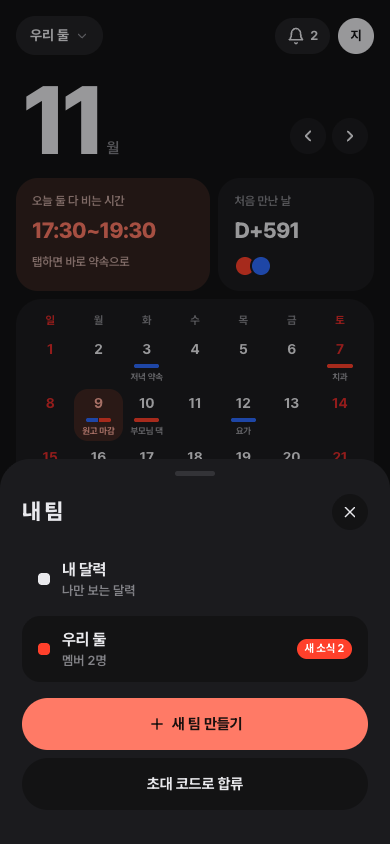 우리 둘
2
지
11월
오늘 둘 다 비는 시간
17:30~19:30
탭하면 바로 약속으로
처음 만난 날
D+591
일 월 화 수 목 금 토
1 2 3 4 5 6 7
저녁 약속 치과
8 9 10 11 12 13 14
원고 마감 부모님 댁 요가
15 16 17 18 19 20 21
내 팀
내 달력
나만 보는 달력
우리 둘
멤버 2명
새 소식 2
+ 새 팀 만들기
초대 코드로 합류